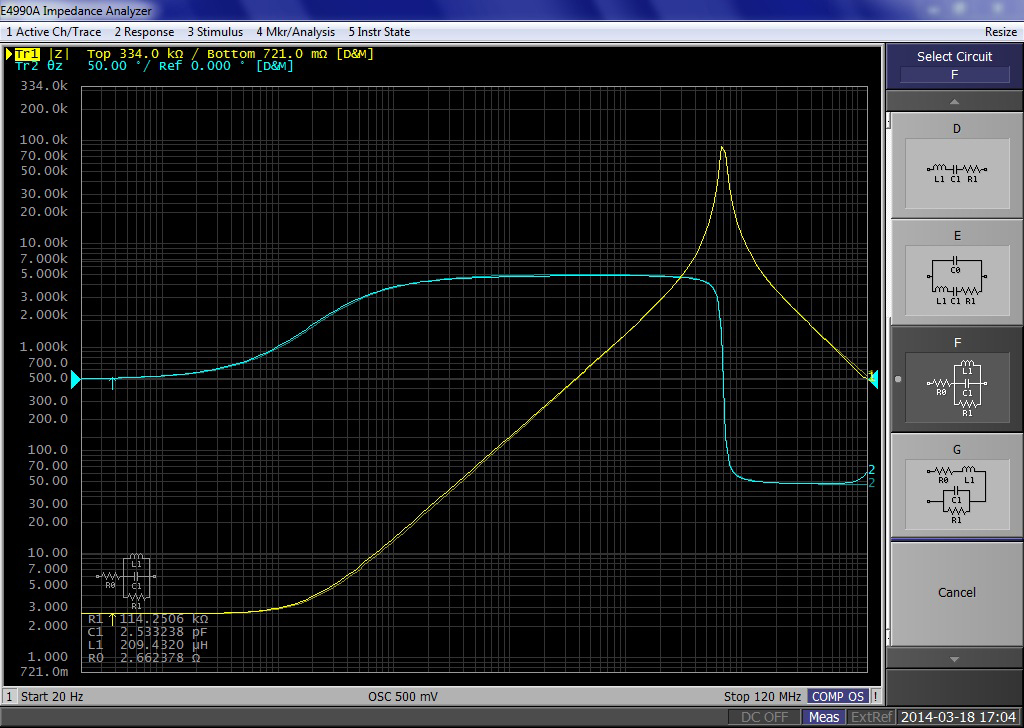 E4990A Impedance Analyzer
1 Active Ch/Trace 2 Response 3 Stimulus 4 Mkr/Analysis 5 Instr State
Resize
Tr1 |Z| Top 334.0 kΩ / Bottom 721.0 mΩ [D&M]
Tr2 θz 50.00 °/ Ref 0.000 ° [D&M]
334.0k
200.0k
100.0k
70.00k
50.00k
30.00k
20.00k
10.00k
7.000k
5.000k
3.000k
2.000k
1.000k
700.0
500.0
300.0
200.0
100.0
70.00
50.00
30.00
20.00
10.00
7.000
5.000
3.000
2.000
1.000
721.0m
1
2
2
L1
R0 C1
R1
R1 114.2506 kΩ
C1 2.533238 pF
L1 209.4320 µH
R0 2.662378 Ω
Select Circuit
F
D
L1 C1 R1
E
C0
L1 C1 R1
F
L1
R0 C1
R1
G
R0 L1
C1
R1
Cancel
1 Start 20 Hz OSC 500 mV Stop 120 MHz COMP OS !
DC OFF Meas ExtRef 2014-03-18 17:04